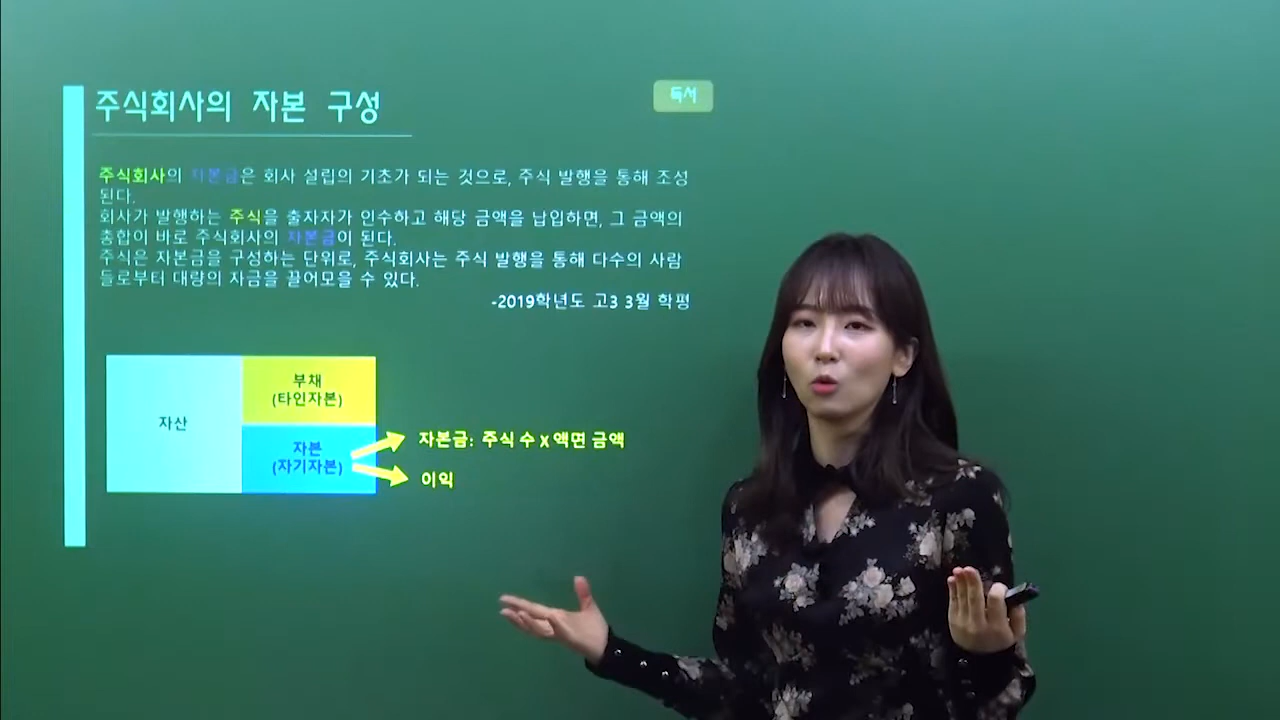 주식회사의 자본 구성
독서
주식회사의 자본금은 회사 설립의 기초가 되는 것으로, 주식 발행을 통해 조성
된다.
회사가 발행하는 주식을 출자자가 인수하고 해당 금액을 납입하면, 그 금액의
총합이 바로 주식회사의 자본금이 된다.
주식은 자본금을 구성하는 단위로, 주식회사는 주식 발행을 통해 다수의 사람
들로부터 대량의 자금을 끌어모을 수 있다.
-2019학년도 고3 3월 학평
자산
부채
(타인자본)
자본
(자기자본)
자본금: 주식 수 X 액면 금액
이익